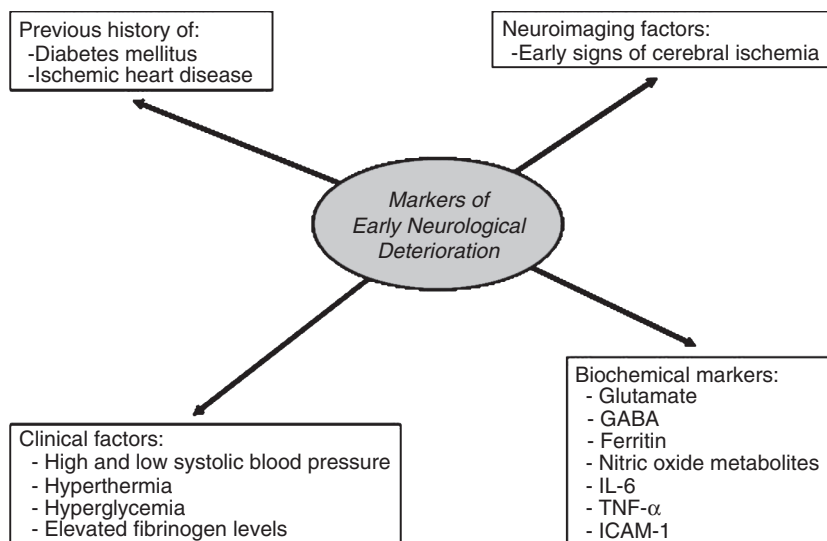 Previous history of:
-Diabetes mellitus
-Ischemic heart disease
Neuroimaging factors:
-Early signs of cerebral ischemia
Markers of
Early Neurological
Deterioration
Clinical factors:
- High and low systolic blood pressure
- Hyperthermia
- Hyperglycemia
- Elevated fibrinogen levels
Biochemical markers:
- Glutamate
- GABA
- Ferritin
- Nitric oxide metabolites
- IL-6
- TNF-α
- ICAM-1